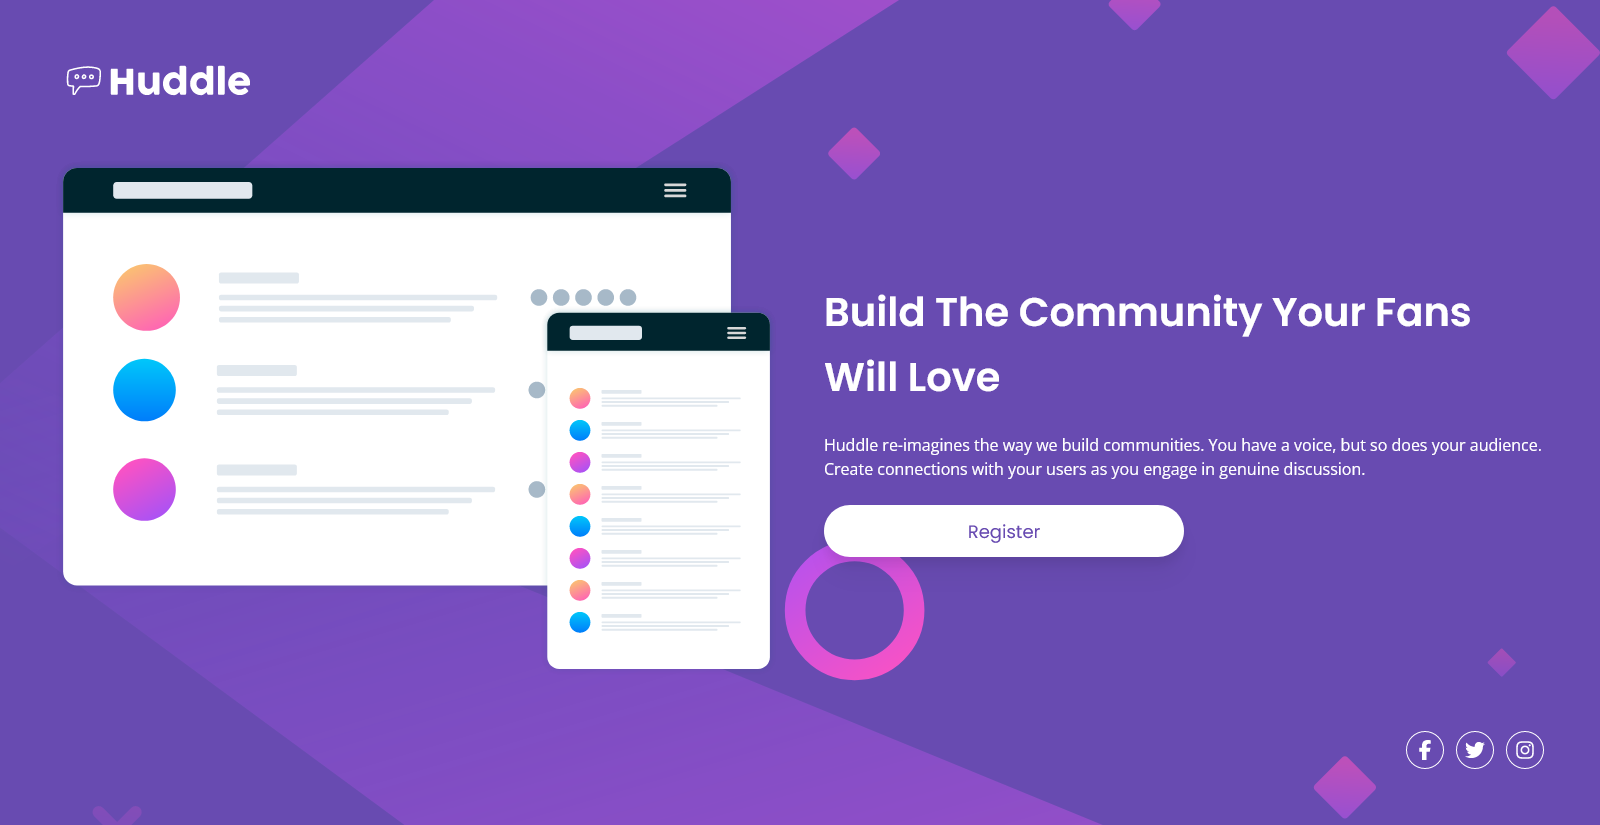 Huddle
Build The Community Your Fans
Will Love
Huddle re-imagines the way we build communities. You have a voice, but so does your audience.
Create connections with your users as you engage in genuine discussion.
Register